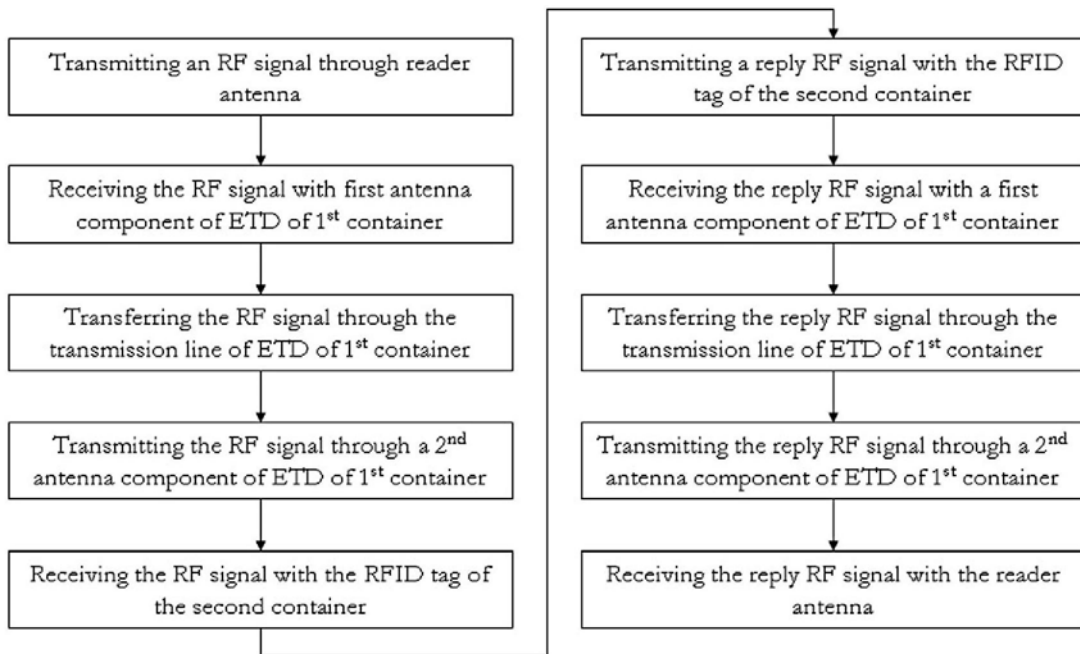 Transmitting an RF signal through reader
antenna
Receiving the RF signal with first antenna
component of ETD of 1st container
Transferring the RF signal through the
transmission line of ETD of 1st container
Transmitting the RF signal through a 2nd
antenna component of ETD of 1st container
Receiving the RF signal with the RFID tag of
the second container
Transmitting a reply RF signal with the RFID
tag of the second container
Receiving the reply RF signal with a first
antenna component of ETD of 1st container
Transferring the reply RF signal through the
transmission line of ETD of 1st container
Transmitting the reply RF signal through a 2nd
antenna component of ETD of 1st container
Receiving the reply RF signal with the reader
antenna